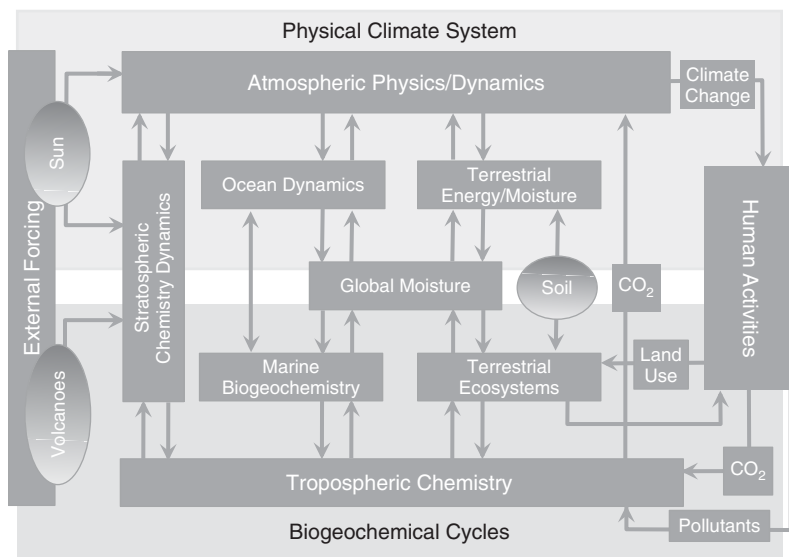 Physical Climate System
Atmospheric Physics/Dynamics
Climate
Change
Sun
Ocean Dynamics
Terrestrial
Energy/Moisture
External Forcing
Stratospheric
Chemistry Dynamics
Human Activities
Global Moisture
Soil
CO₂
Volcanoes
Marine
Biogeochemistry
Terrestrial
Ecosystems
Land
Use
Tropospheric Chemistry
CO₂
Pollutants
Biogeochemical Cycles